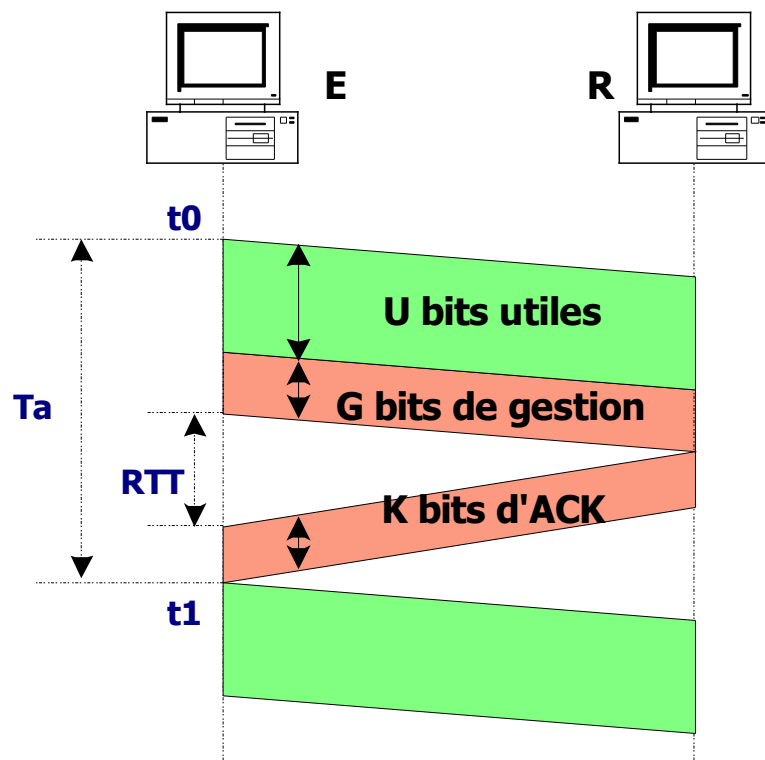 E
R
t0
U bits utiles
Ta
G bits de gestion
RTT
K bits d'ACK
t1